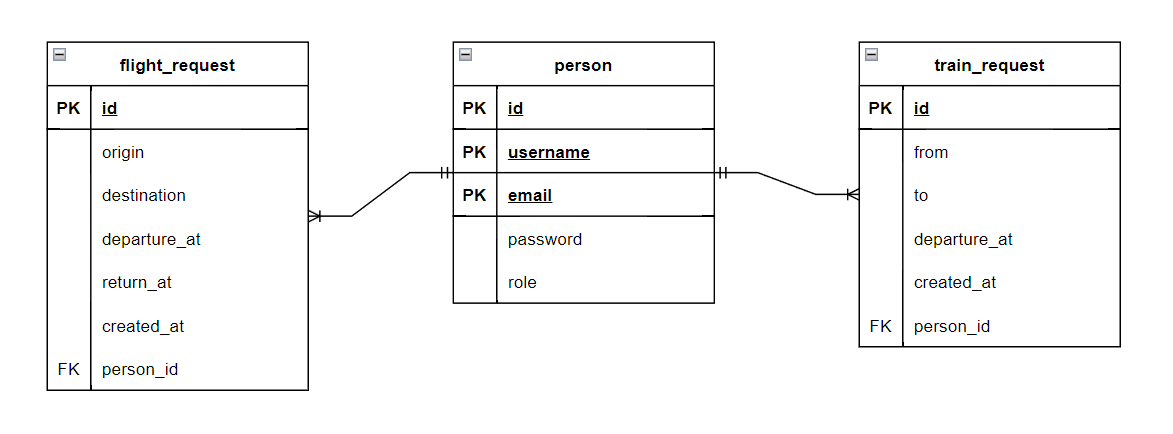 flight_request
PK id
origin
destination
departure_at
return_at
created_at
FK person_id
person
PK id
PK username
PK email
password
role
train_request
PK id
from
to
departure_at
created_at
FK person_id